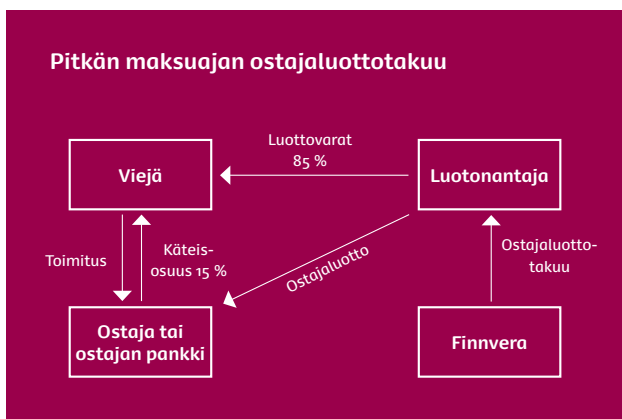 Pitkän maksuajan ostajaluottotakuu
Luottovarat
85 %
Viejä
Luotonantaja
Toimitus
Käteis-
osuus 15 %
Ostajaluotto
Ostajaluotto-
takuu
Ostaja tai
ostajan pankki
Finnvera